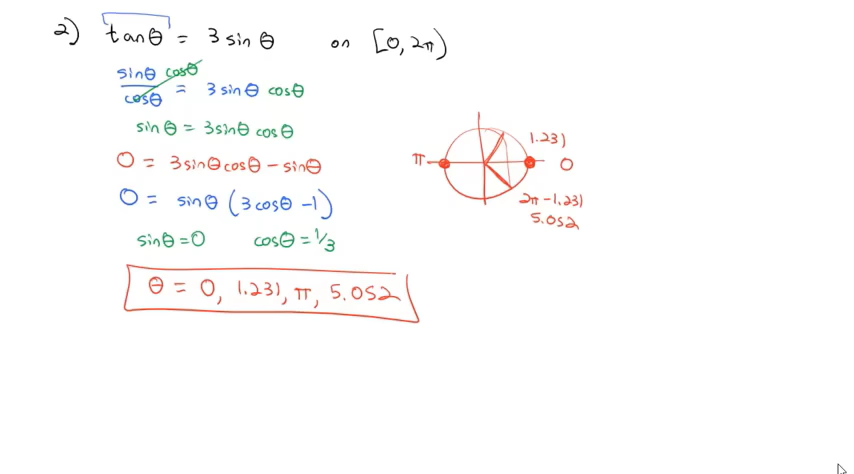 2) tanθ = 3 sin θ on [0, 2π)
sinθ/cosθ cosθ = 3 sinθ cosθ
sinθ = 3sinθ cosθ
0 = 3sinθcosθ - sinθ
0 = sinθ (3cosθ - 1)
sinθ = 0 cosθ = 1/3
θ = 0, 1.231, π, 5.052
1.231
π 0
2π - 1.231
5.052